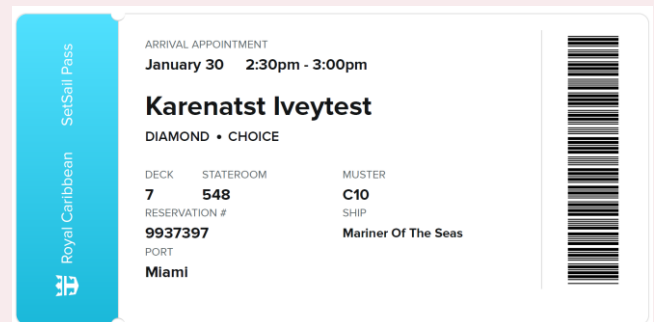 Royal Caribbean SetSail Pass
ARRIVAL APPOINTMENT
January 30 2:30pm - 3:00pm
Karenatst Iveytest
DIAMOND • CHOICE
DECK STATEROOM MUSTER
7 548 C10
RESERVATION # SHIP
9937397 Mariner Of The Seas
PORT
Miami